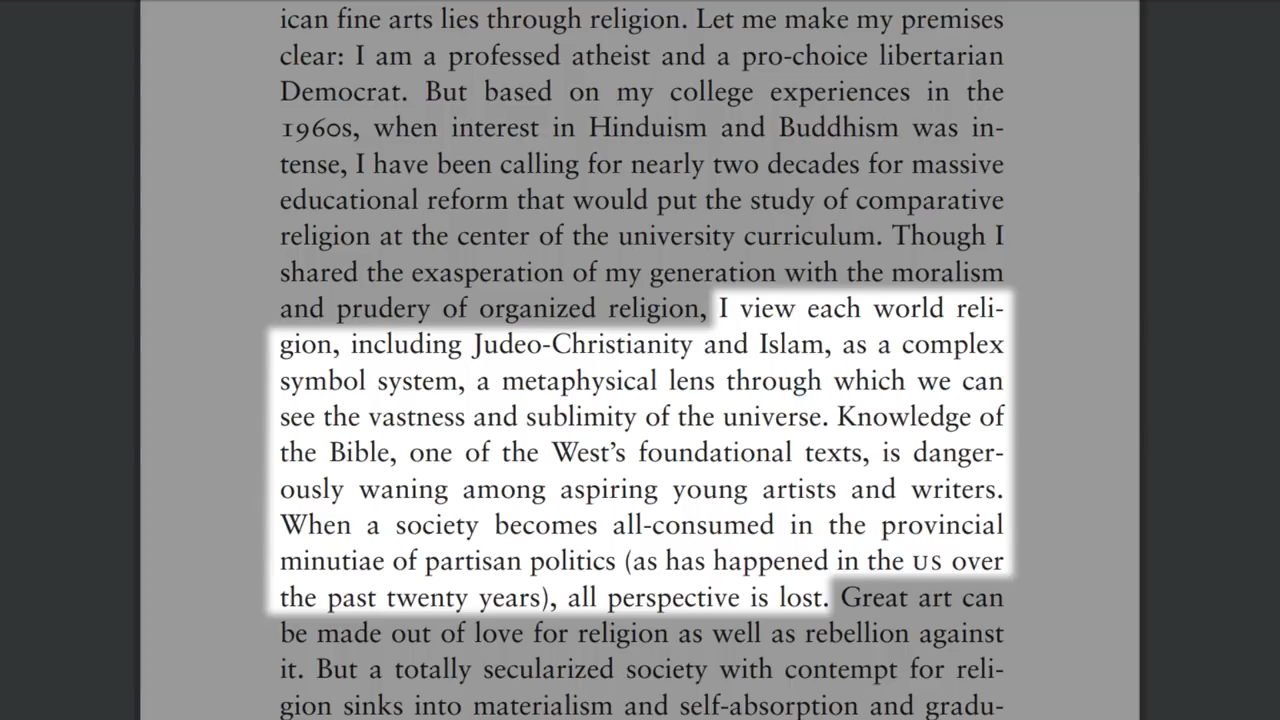 ican fine arts lies through religion. Let me make my premises
clear: I am a professed atheist and a pro-choice libertarian
Democrat. But based on my college experiences in the
1960s, when interest in Hinduism and Buddhism was in-
tense, I have been calling for nearly two decades for massive
educational reform that would put the study of comparative
religion at the center of the university curriculum. Though I
shared the exasperation of my generation with the moralism
and prudery of organized religion, I view each world reli-
gion, including Judeo-Christianity and Islam, as a complex
symbol system, a metaphysical lens through which we can
see the vastness and sublimity of the universe. Knowledge of
the Bible, one of the West’s foundational texts, is danger-
ously waning among aspiring young artists and writers.
When a society becomes all-consumed in the provincial
minutiae of partisan politics (as has happened in the US over
the past twenty years), all perspective is lost. Great art can
be made out of love for religion as well as rebellion against
it. But a totally secularized society with contempt for reli-
gion sinks into materialism and self-absorption and gradu-